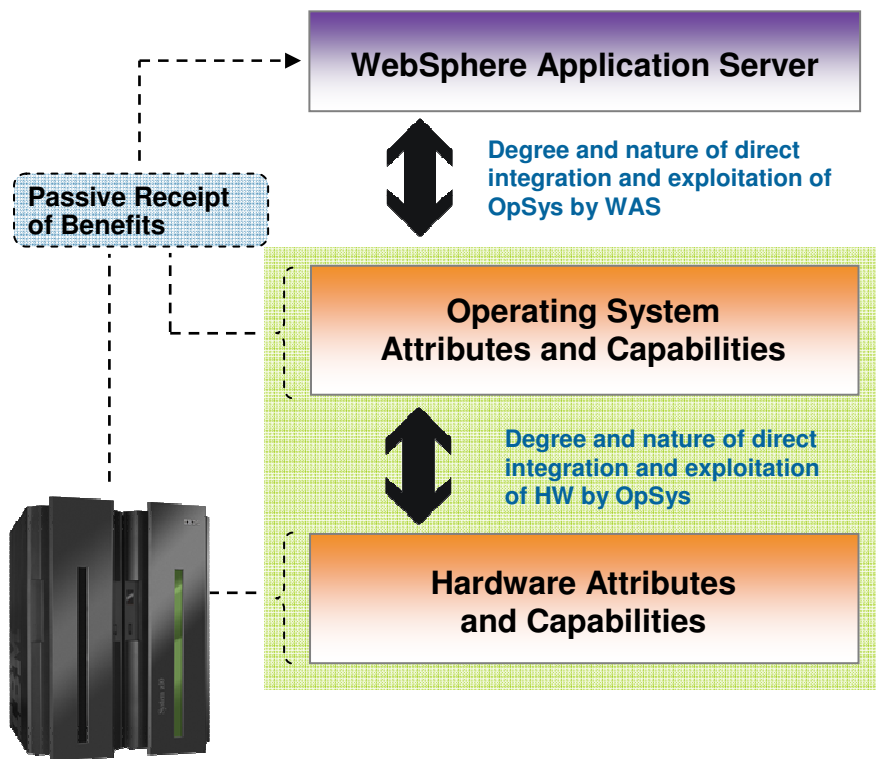 WebSphere Application Server
Degree and nature of direct
integration and exploitation of
OpSys by WAS
Passive Receipt
of Benefits
Operating System
Attributes and Capabilities
Degree and nature of direct
integration and exploitation
of HW by OpSys
Hardware Attributes
and Capabilities